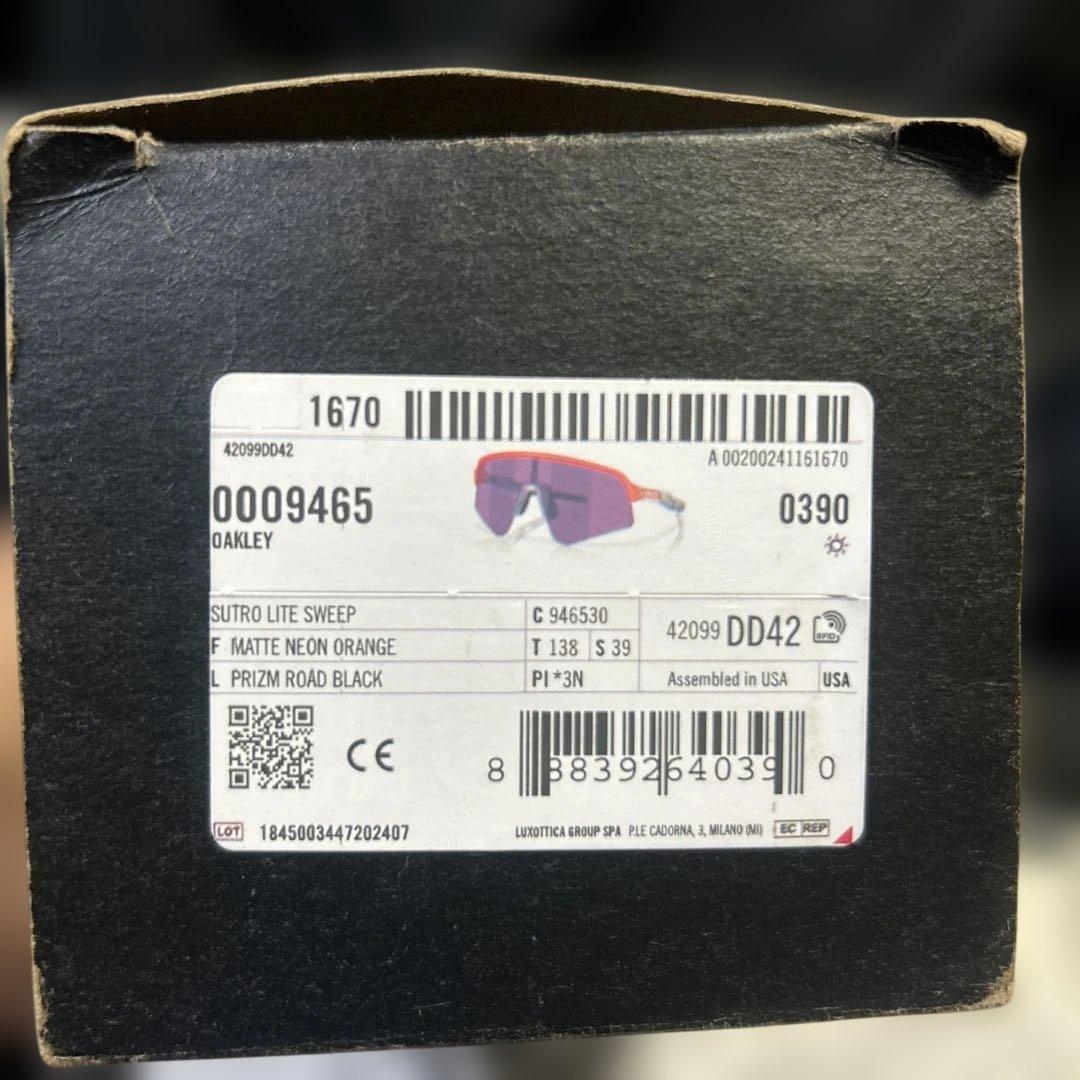 1670
42099DD42
A 00200241161670
0009465
0390
OAKLEY
SUTRO LITE SWEEP
C 946530
42099 DD42
RFID
F MATTE NEON ORANGE
T 138 S 39
L PRIZM ROAD BLACK
PI *3N
Assembled in USA USA
CE
8 88392 64039 0
LOT 1845003447202407
LUXOTTICA GROUP SPA P.LE CADORNA, 3, MILANO (MI) EC REP